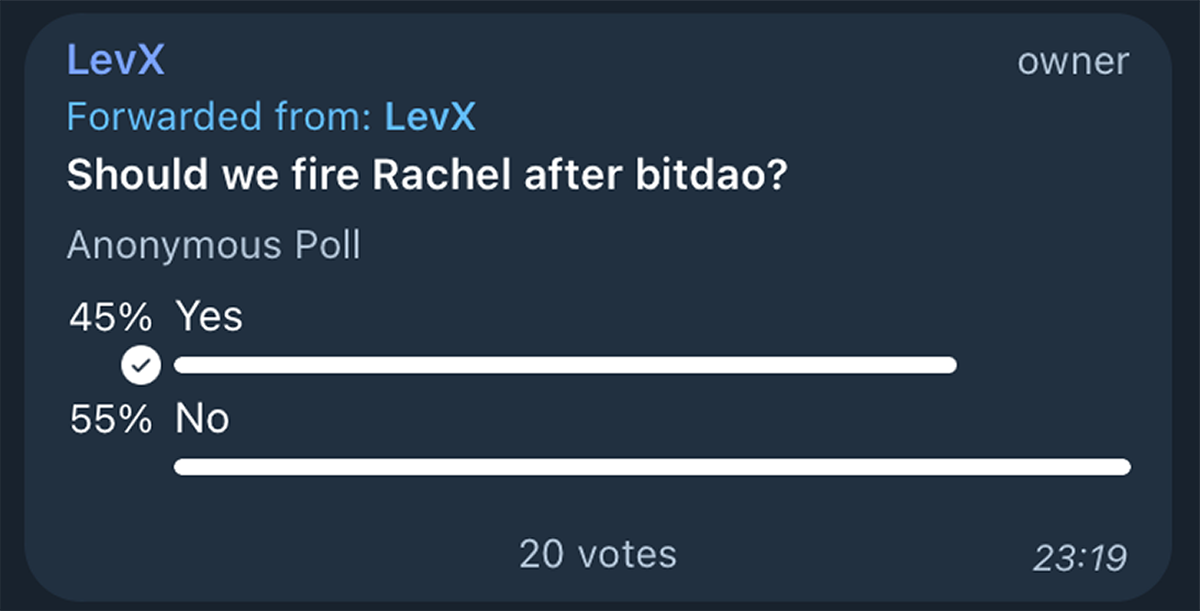 LevX owner
Forwarded from: LevX
Should we fire Rachel after bitdao?
Anonymous Poll
45% Yes
55% No
20 votes 23:19